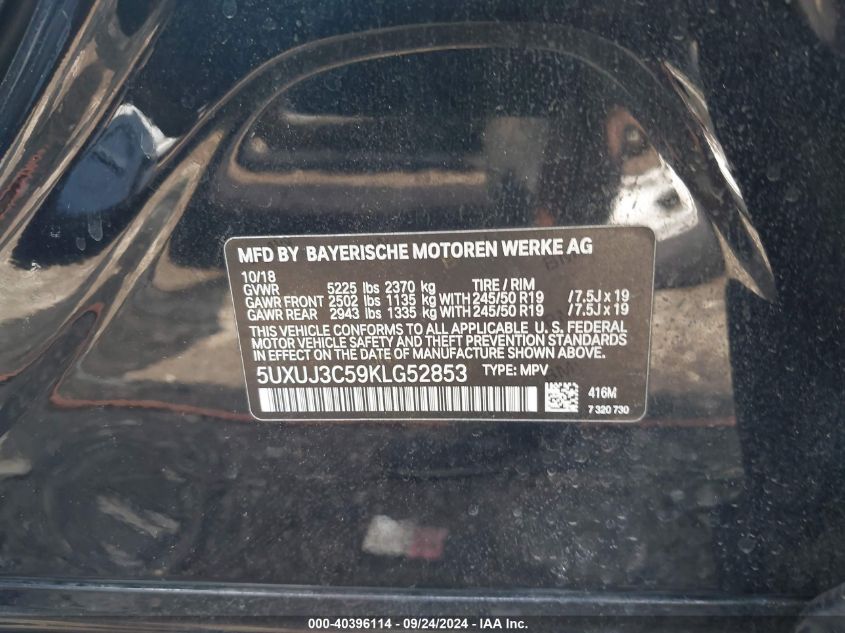 MFD BY BAYERISCHE MOTOREN WERKE AG
10/18
GVWR 5225 lbs 2370 kg TIRE / RIM
GAWR FRONT 2502 lbs 1135 kg WITH 245/50 R19 / 7.5J x 19
GAWR REAR 2943 lbs 1335 kg WITH 245/50 R19 / 7.5J x 19
THIS VEHICLE CONFORMS TO ALL APPLICABLE U. S. FEDERAL
MOTOR VEHICLE SAFETY AND THEFT PREVENTION STANDARDS
IN EFFECT ON THE DATE OF MANUFACTURE SHOWN ABOVE.
5UXUJ3C59KLG52853 TYPE: MPV
416M
7 320 730
000-40396114 - 09/24/2024 - IAA Inc.